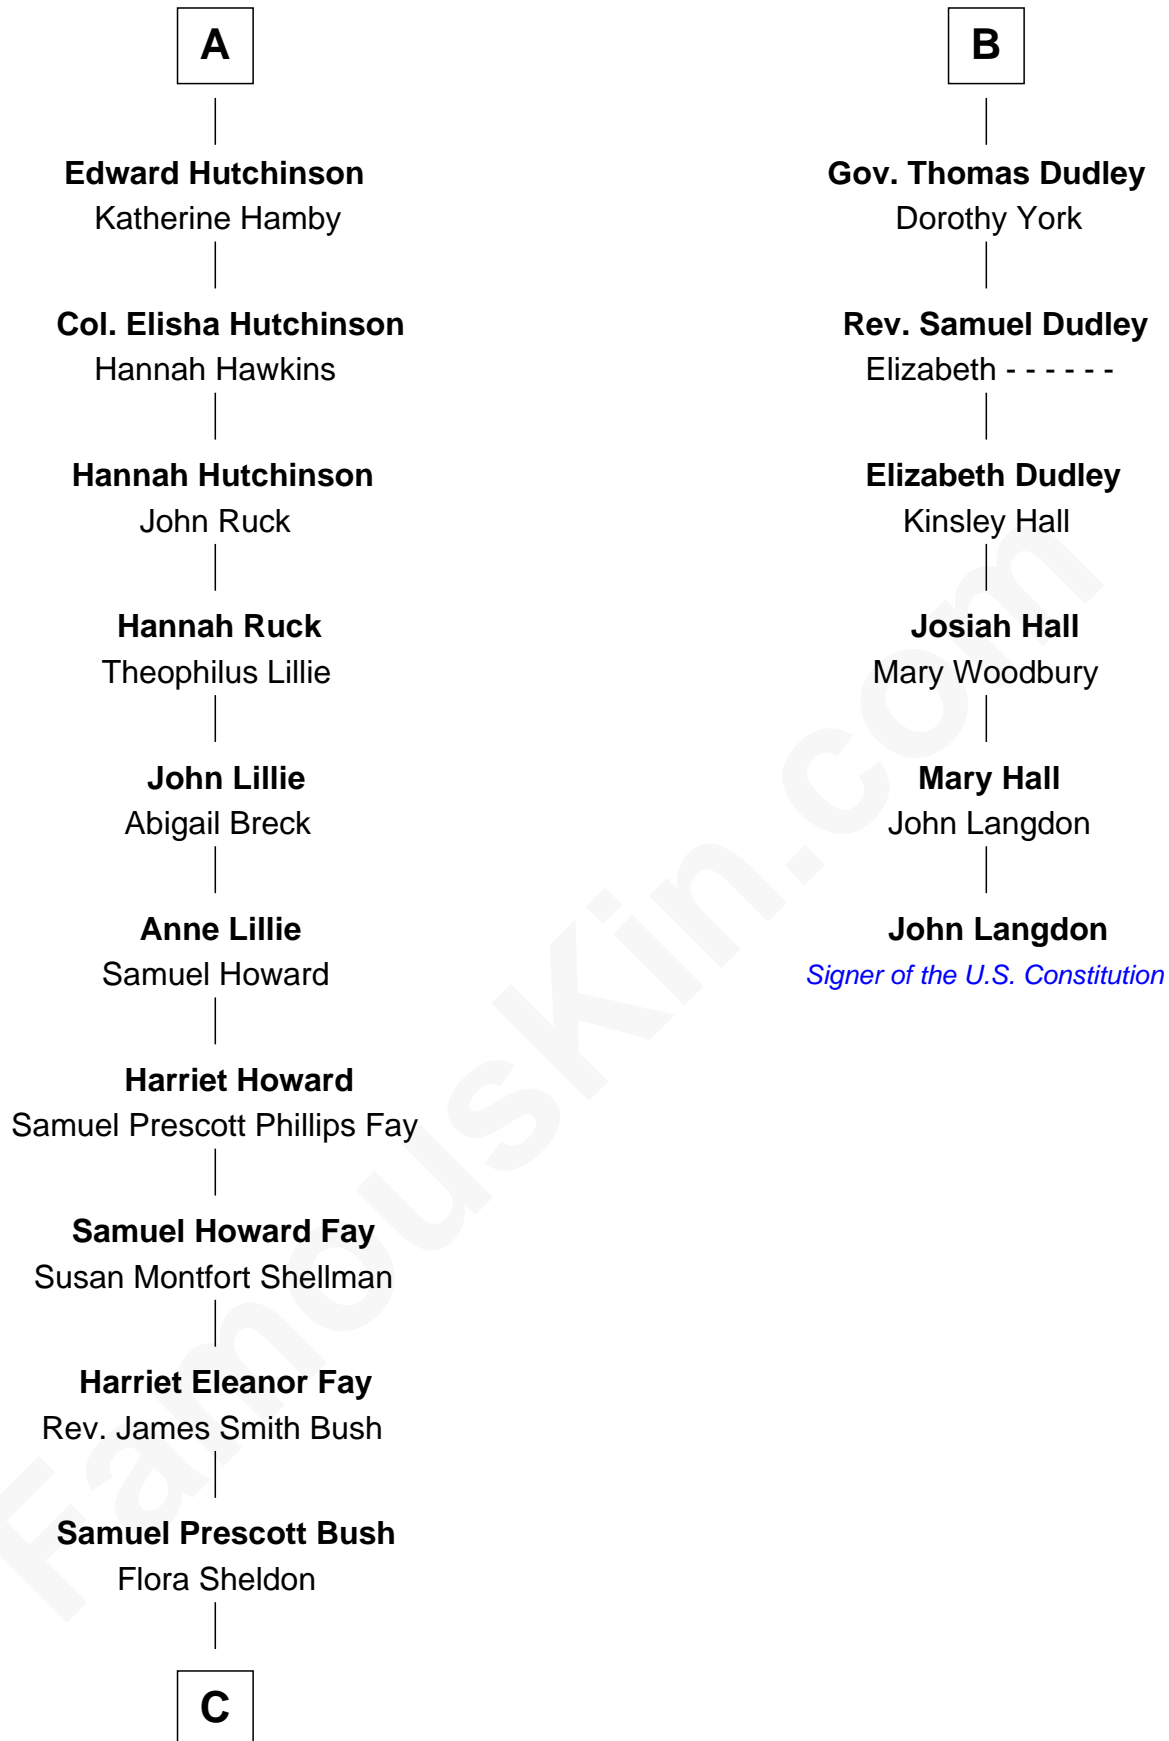 A
Edward Hutchinson
Katherine Hamby
Col. Elisha Hutchinson
Hannah Hawkins
Hannah Hutchinson
John Ruck
Hannah Ruck
Theophilus Lillie
John Lillie
Abigail Breck
Anne Lillie
Samuel Howard
Harriet Howard
Samuel Prescott Phillips Fay
Samuel Howard Fay
Susan Montfort Shellman
Harriet Eleanor Fay
Rev. James Smith Bush
Samuel Prescott Bush
Flora Sheldon
C
B
Gov. Thomas Dudley
Dorothy York
Rev. Samuel Dudley
Elizabeth - - - - - -
Elizabeth Dudley
Kinsley Hall
Josiah Hall
Mary Woodbury
Mary Hall
John Langdon
John Langdon
Signer of the U.S. Constitution
FamousKin.com